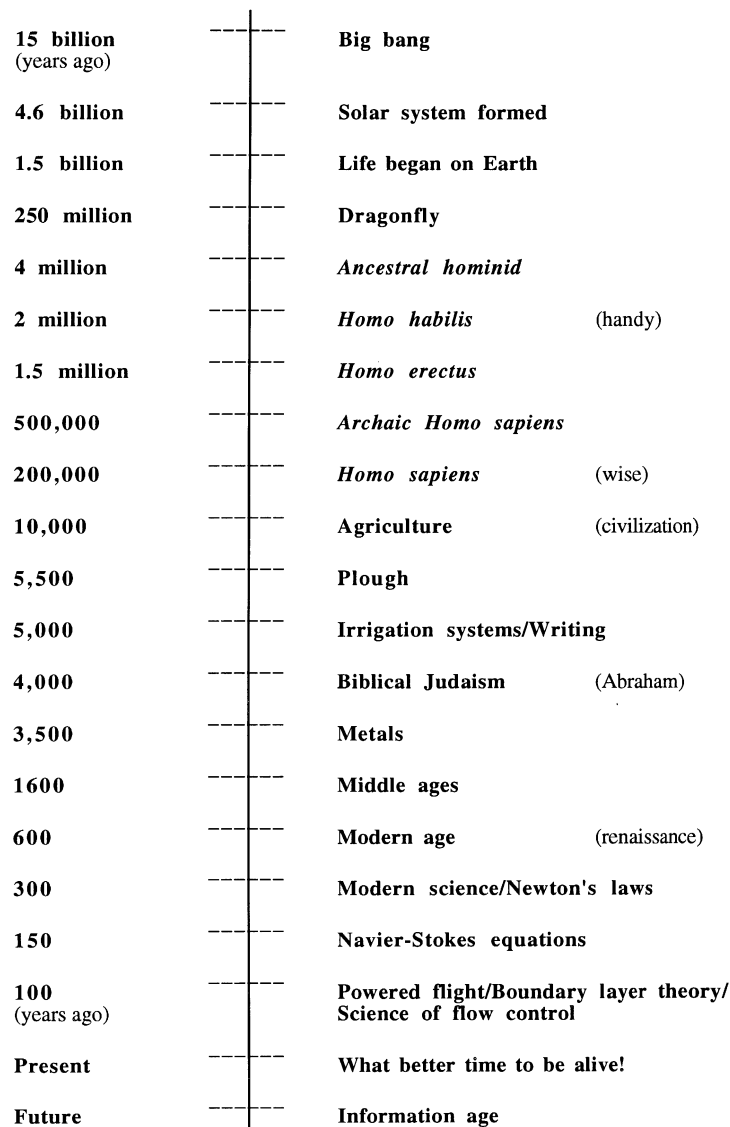 15 billion Big bang
(years ago)
4.6 billion Solar system formed
1.5 billion Life began on Earth
250 million Dragonfly
4 million Ancestral hominid
2 million Homo habilis (handy)
1.5 million Homo erectus
500,000 Archaic Homo sapiens
200,000 Homo sapiens (wise)
10,000 Agriculture (civilization)
5,500 Plough
5,000 Irrigation systems/Writing
4,000 Biblical Judaism (Abraham)
3,500 Metals
1600 Middle ages
600 Modern age (renaissance)
300 Modern science/Newton's laws
150 Navier-Stokes equations
100 Powered flight/Boundary layer theory/
(years ago) Science of flow control
Present What better time to be alive!
Future Information age